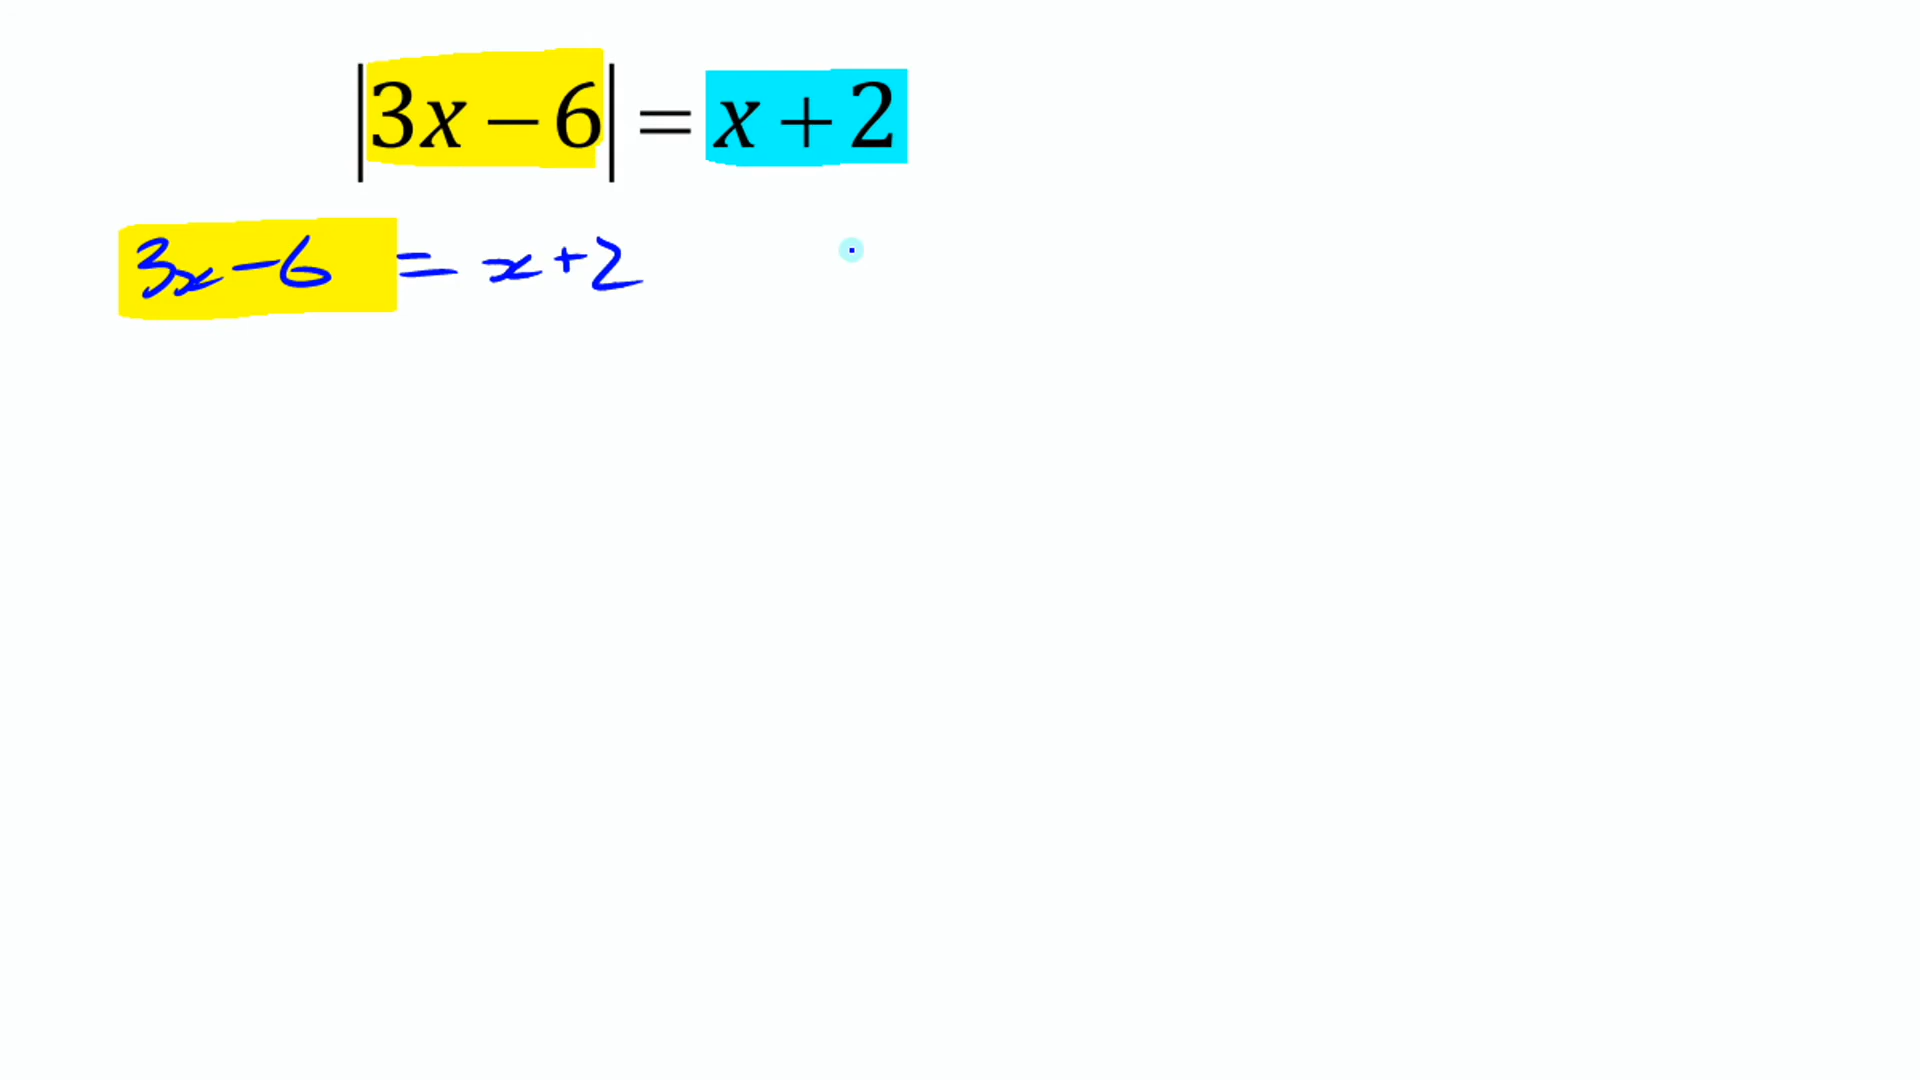 |3x − 6| = x + 2
3x − 6 = x + 2